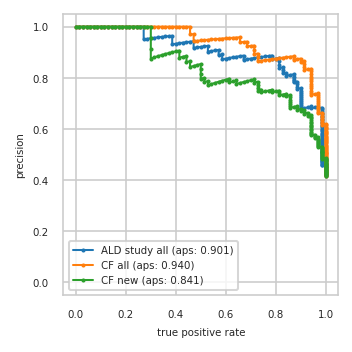 1.0
0.8
0.6
0.4
0.2
0.0
precision
ALD study all (aps: 0.901)
CF all (aps: 0.940)
CF new (aps: 0.841)
0.0 0.2 0.4 0.6 0.8 1.0
true positive rate